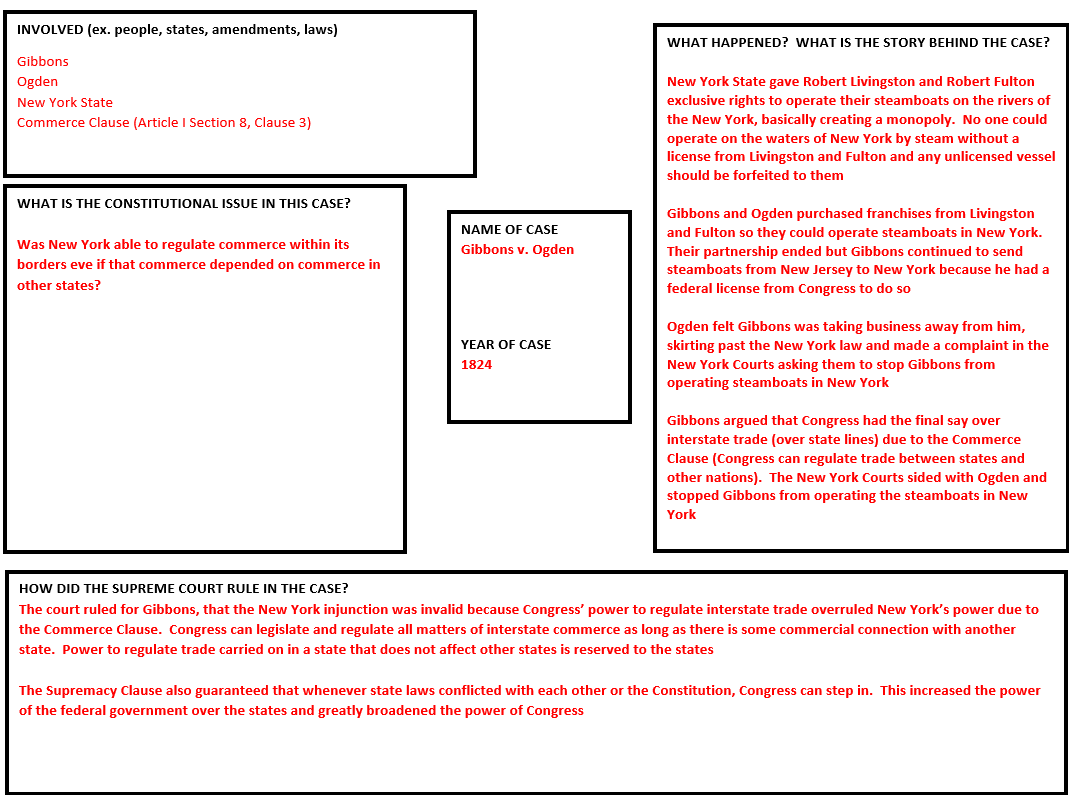 INVOLVED (ex. people, states, amendments, laws)
Gibbons
Ogden
New York State
Commerce Clause (Article I Section 8, Clause 3)
WHAT IS THE CONSTITUTIONAL ISSUE IN THIS CASE?
Was New York able to regulate commerce within its
borders eve if that commerce depended on commerce in
other states?
NAME OF CASE
Gibbons v. Ogden
YEAR OF CASE
1824
WHAT HAPPENED?  WHAT IS THE STORY BEHIND THE CASE?
New York State gave Robert Livingston and Robert Fulton
exclusive rights to operate their steamboats on the rivers of
the New York, basically creating a monopoly.  No one could
operate on the waters of New York by steam without a
license from Livingston and Fulton and any unlicensed vessel
should be forfeited to them
Gibbons and Ogden purchased franchises from Livingston
and Fulton so they could operate steamboats in New York.
Their partnership ended but Gibbons continued to send
steamboats from New Jersey to New York because he had a
federal license from Congress to do so
Ogden felt Gibbons was taking business away from him,
skirting past the New York law and made a complaint in the
New York Courts asking them to stop Gibbons from
operating steamboats in New York
Gibbons argued that Congress had the final say over
interstate trade (over state lines) due to the Commerce
Clause (Congress can regulate trade between states and
other nations).  The New York Courts sided with Ogden and
stopped Gibbons from operating the steamboats in New
York
HOW DID THE SUPREME COURT RULE IN THE CASE?
The court ruled for Gibbons, that the New York injunction was invalid because Congress’ power to regulate interstate trade overruled New York’s power due to
the Commerce Clause.  Congress can legislate and regulate all matters of interstate commerce as long as there is some commercial connection with another
state.  Power to regulate trade carried on in a state that does not affect other states is reserved to the states
The Supremacy Clause also guaranteed that whenever state laws conflicted with each other or the Constitution, Congress can step in.  This increased the power
of the federal government over the states and greatly broadened the power of Congress